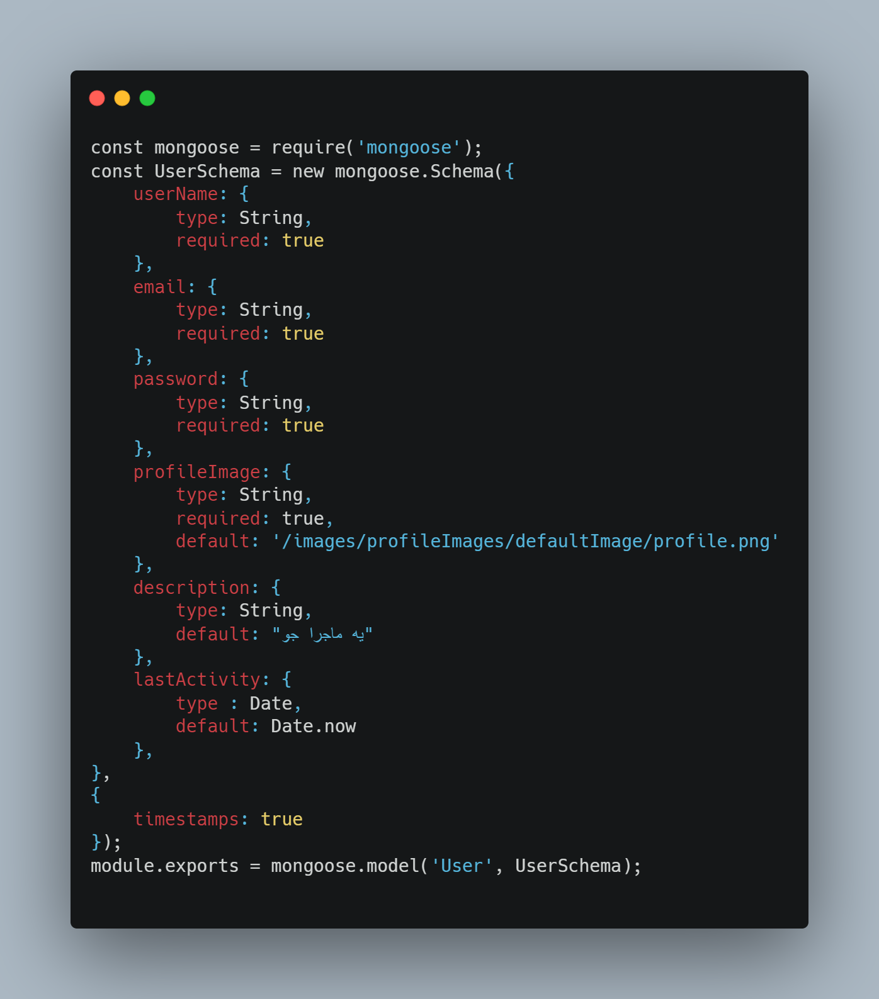 const mongoose = require('mongoose');
const UserSchema = new mongoose.Schema({
    userName: {
        type: String,
        required: true
    },
    email: {
        type: String,
        required: true
    },
    password: {
        type: String,
        required: true
    },
    profileImage: {
        type: String,
        required: true,
        default: '/images/profileImages/defaultImage/profile.png'
    },
    description: {
        type: String,
        default: "یه ماجرا جو"
    },
    lastActivity: {
        type : Date,
        default: Date.now
    },
},
{
    timestamps: true
});
module.exports = mongoose.model('User', UserSchema);